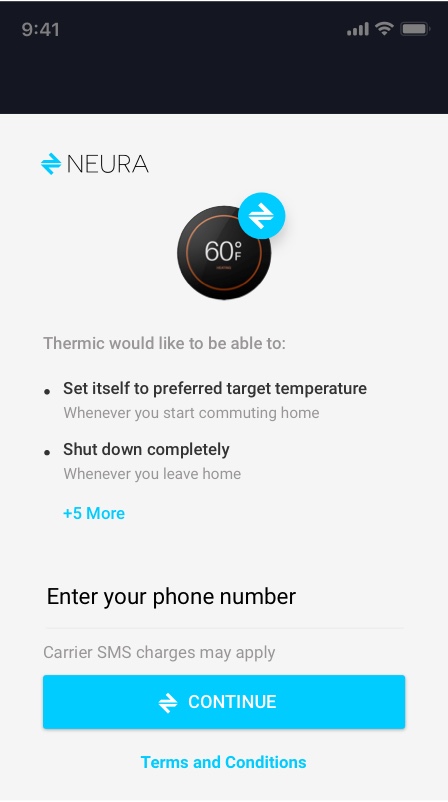 9:41
NEURA
60°F
Thermic would like to be able to:
• Set itself to preferred target temperature
Whenever you start commuting home
• Shut down completely
Whenever you leave home
+5 More
Enter your phone number
Carrier SMS charges may apply
CONTINUE
Terms and Conditions